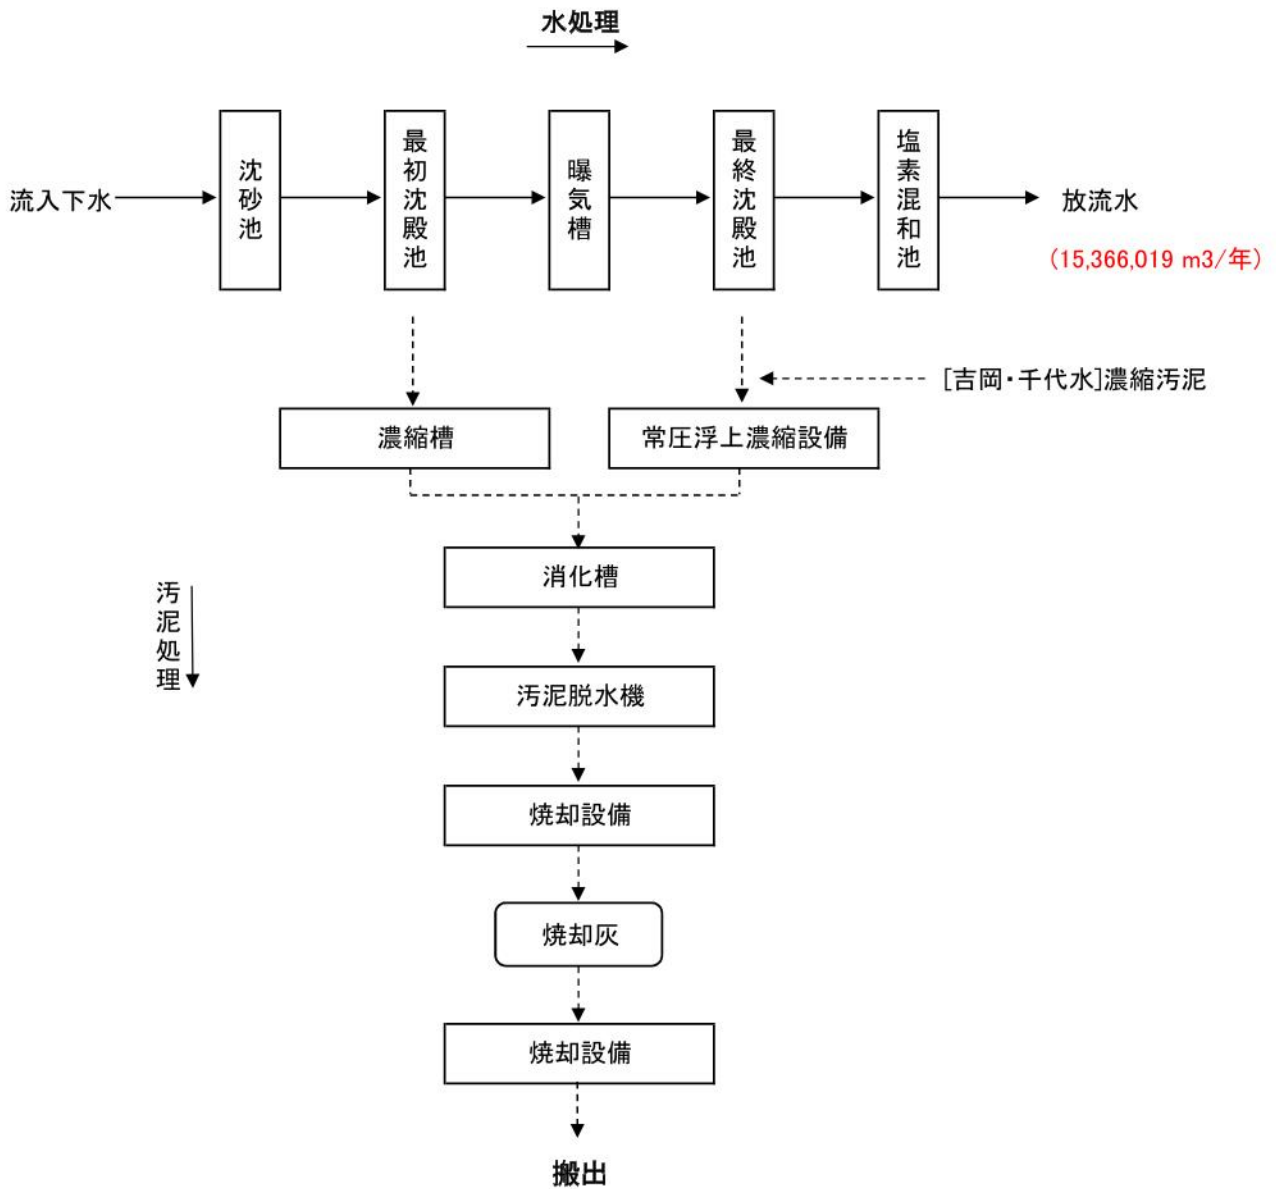 水処理
流入下水
沈砂池
最初沈殿池
曝気槽
最終沈殿池
塩素混和池
放流水
(15,366,019 m3/年)
[吉岡・千代水]濃縮汚泥
濃縮槽
常圧浮上濃縮設備
消化槽
汚泥処理
汚泥脱水機
焼却設備
焼却灰
焼却設備
搬出